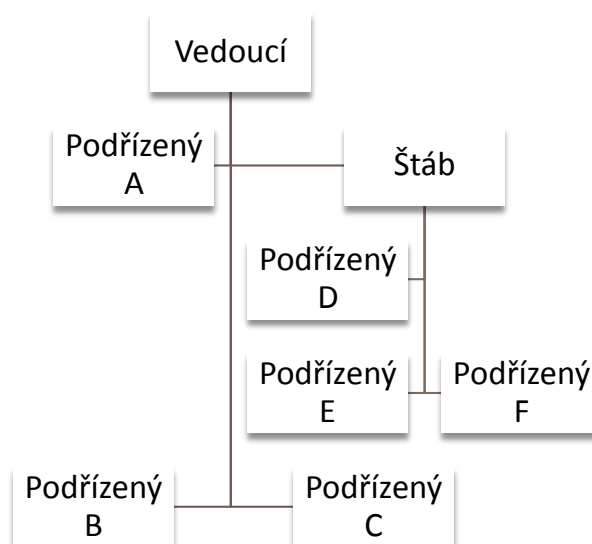 Vedoucí
Podřízený
A
Štáb
Podřízený
D
Podřízený
E
Podřízený
F
Podřízený
B
Podřízený
C